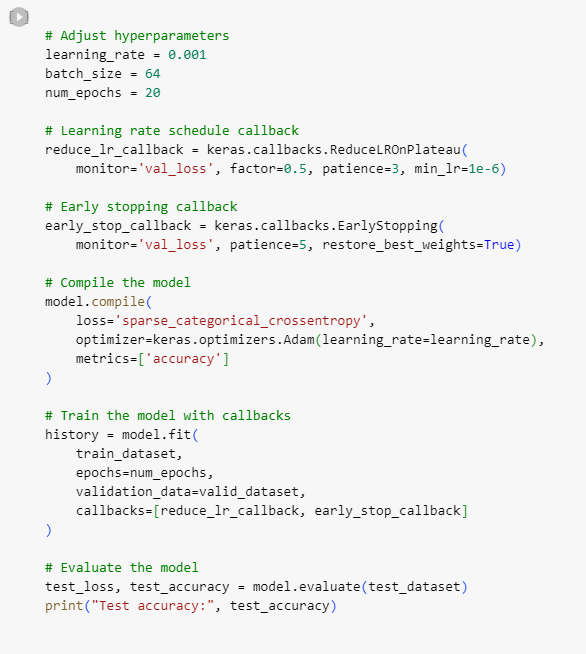 # Adjust hyperparameters
learning_rate = 0.001
batch_size = 64
num_epochs = 20
# Learning rate schedule callback
reduce_lr_callback = keras.callbacks.ReduceLROnPlateau(
    monitor='val_loss', factor=0.5, patience=3, min_lr=1e-6)
# Early stopping callback
early_stop_callback = keras.callbacks.EarlyStopping(
    monitor='val_loss', patience=5, restore_best_weights=True)
# Compile the model
model.compile(
    loss='sparse_categorical_crossentropy',
    optimizer=keras.optimizers.Adam(learning_rate=learning_rate),
    metrics=['accuracy']
)
# Train the model with callbacks
history = model.fit(
    train_dataset,
    epochs=num_epochs,
    validation_data=valid_dataset,
    callbacks=[reduce_lr_callback, early_stop_callback]
)
# Evaluate the model
test_loss, test_accuracy = model.evaluate(test_dataset)
print("Test accuracy:", test_accuracy)